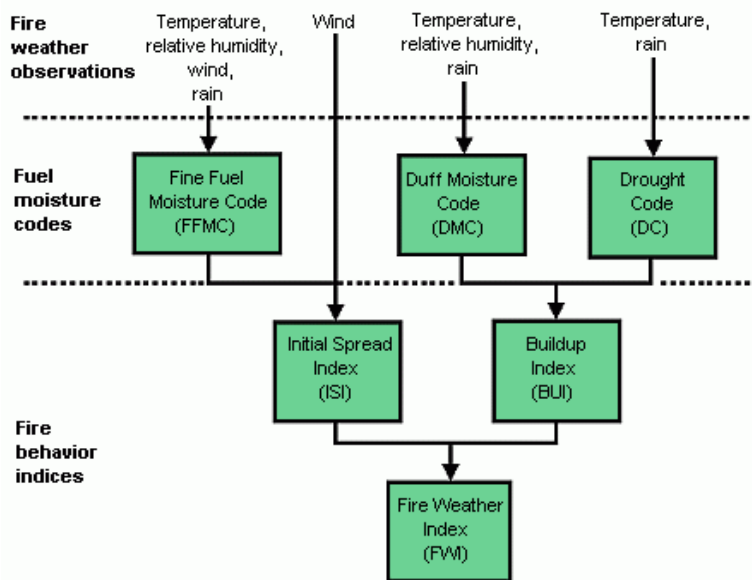 Fire
weather
observations
Temperature,
relative humidity,
wind,
rain
Wind
Temperature,
relative humidity,
rain
Temperature,
rain
Fuel
moisture
codes
Fine Fuel
Moisture Code
(FFMC)
Duff Moisture
Code
(DMC)
Drought
Code
(DC)
Fire
behavior
indices
Initial Spread
Index
(ISI)
Buildup
Index
(BUI)
Fire Weather
Index
(FWI)